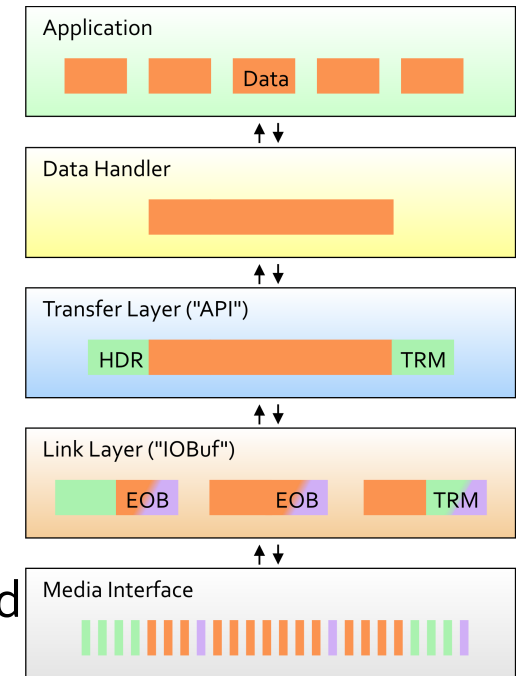 Application
Data
Data Handler
Transfer Layer ("API")
HDR TRM
Link Layer ("IOBuf")
EOB EOB TRM
d
Media Interface